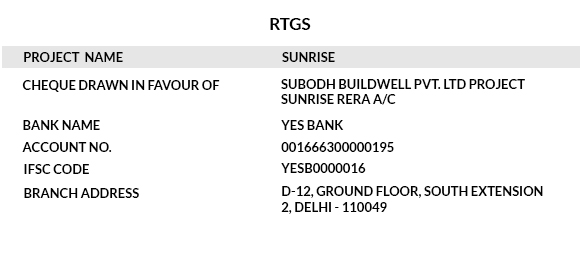 RTGS
PROJECT NAME SUNRISE
CHEQUE DRAWN IN FAVOUR OF SUBODH BUILDWELL PVT. LTD PROJECT
SUNRISE RERA A/C
BANK NAME YES BANK
ACCOUNT NO. 001666300000195
IFSC CODE YESB0000016
BRANCH ADDRESS D-12, GROUND FLOOR, SOUTH EXTENSION
2, DELHI - 110049